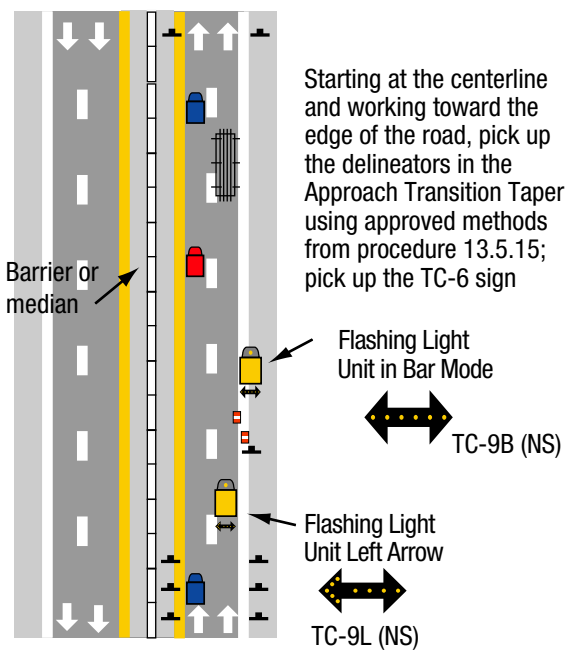 Starting at the centerline
and working toward the
edge of the road, pick up
the delineators in the
Approach Transition Taper
using approved methods
from procedure 13.5.15;
pick up the TC-6 sign
Barrier or
median
Flashing Light
Unit in Bar Mode
TC-9B (NS)
Flashing Light
Unit Left Arrow
TC-9L (NS)